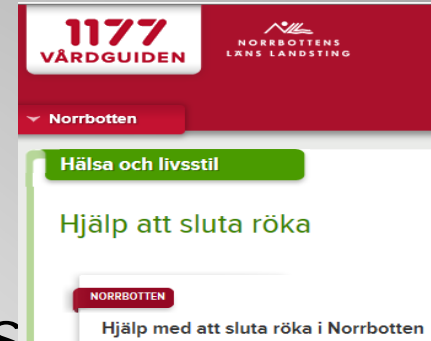 1177
VÅRDGUIDEN
NORRBOTTENS
LÄNS LANDSTING
Norrbotten
Hälsa och livsstil
Hjälp att sluta röka
NORRBOTTEN
Hjälp med att sluta röka i Norrbotten
s